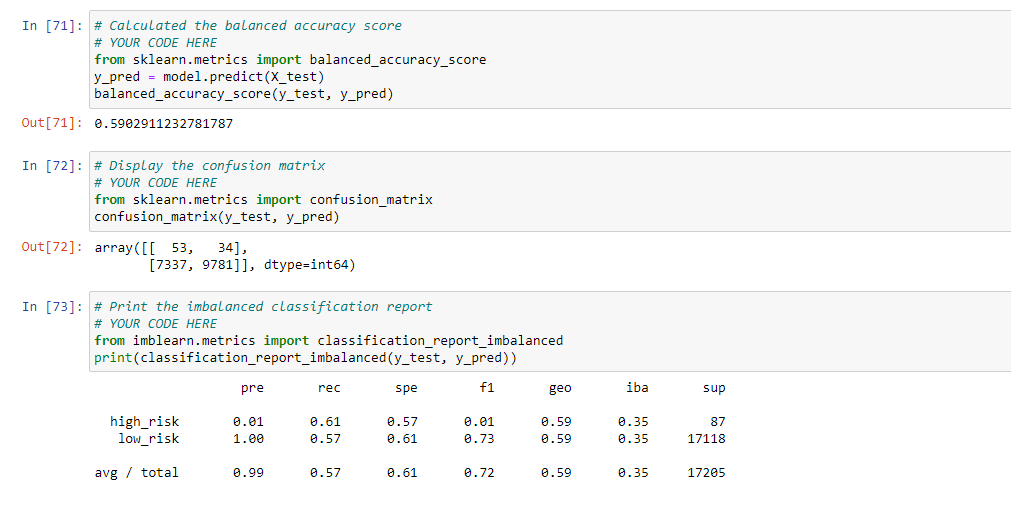 In [71]: # Calculated the balanced accuracy score
# YOUR CODE HERE
from sklearn.metrics import balanced_accuracy_score
y_pred = model.predict(X_test)
balanced_accuracy_score(y_test, y_pred)
Out[71]: 0.5902911232781787
In [72]: # Display the confusion matrix
# YOUR CODE HERE
from sklearn.metrics import confusion_matrix
confusion_matrix(y_test, y_pred)
Out[72]: array([[  53,   34],
       [7337, 9781]], dtype=int64)
In [73]: # Print the imbalanced classification report
# YOUR CODE HERE
from imblearn.metrics import classification_report_imbalanced
print(classification_report_imbalanced(y_test, y_pred))
pre rec spe f1 geo iba sup
high_risk 0.01 0.61 0.57 0.01 0.59 0.35 87
low_risk 1.00 0.57 0.61 0.73 0.59 0.35 17118
avg / total 0.99 0.57 0.61 0.72 0.59 0.35 17205